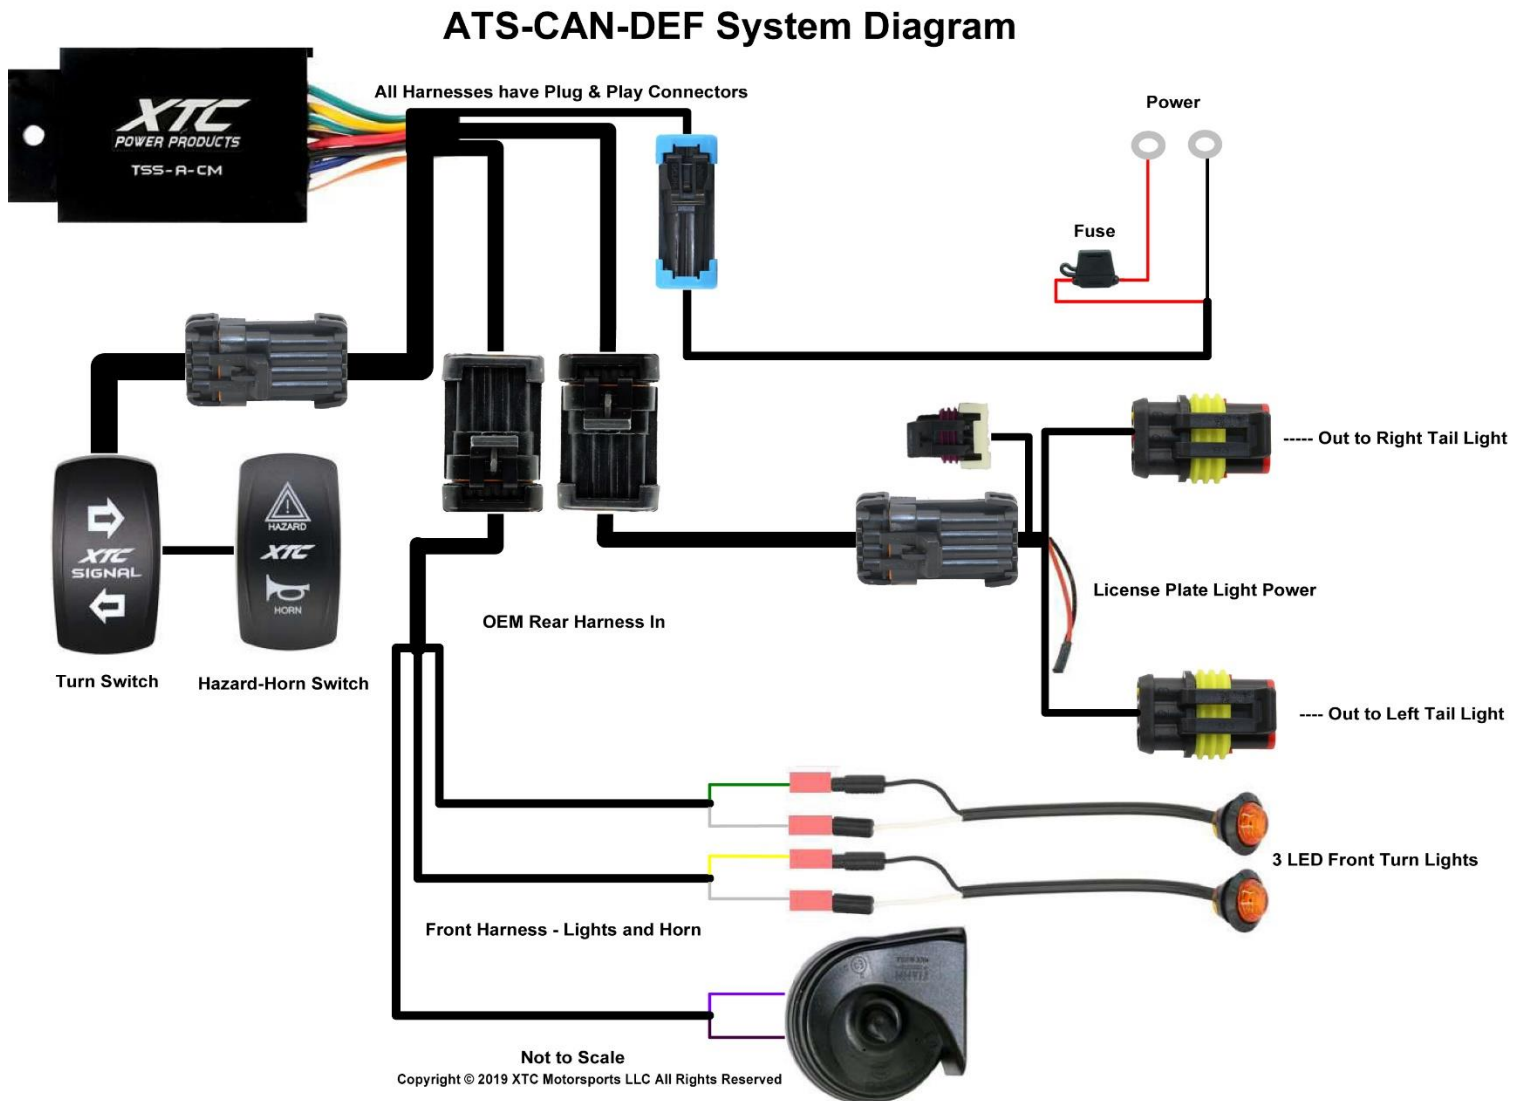 ATS-CAN-DEF System Diagram
All Harnesses have Plug & Play Connectors
XTC
POWER PRODUCTS
TSS-A-CM
Power
Fuse
----- Out to Right Tail Light
HAZARD
XTC
SIGNAL
XTC
HORN
License Plate Light Power
OEM Rear Harness In
Turn Switch
Hazard-Horn Switch
---- Out to Left Tail Light
3 LED Front Turn Lights
Front Harness - Lights and Horn
Not to Scale
Copyright © 2019 XTC Motorsports LLC All Rights Reserved